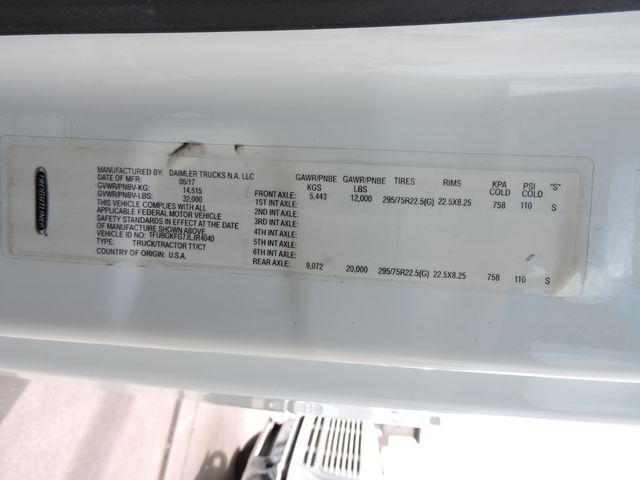 FREIGHTLINER
MANUFACTURED BY: DAIMLER TRUCKS N.A. LLC
DATE OF MFR: 05/17
GVWR/PNBV-KG: 14,515
GVWR/PNBV-LBS: 32,000
THIS VEHICLE COMPLIES WITH ALL
APPLICABLE FEDERAL MOTOR VEHICLE
SAFETY STANDARDS IN EFFECT AT THE DATE
OF MANUFACTURE SHOWN ABOVE.
VEHICLE ID NO: 1FUBGKFG7JLJR4040
TYPE: TRUCK/TRACTOR TT/CT
COUNTRY OF ORIGIN: U.S.A.
GAWR/PNBE GAWR/PNBE TIRES RIMS KPA PSI "S"
KGS LBS COLD COLD
FRONT AXLE: 5,443 12,000 295/75R22.5(G) 22.5X8.25 758 110 S
1ST INT AXLE:
2ND INT AXLE:
3RD INT AXLE:
4TH INT AXLE:
5TH INT AXLE:
6TH INT AXLE:
REAR AXLE: 9,072 20,000 295/75R22.5(G) 22.5X8.25 758 110 S